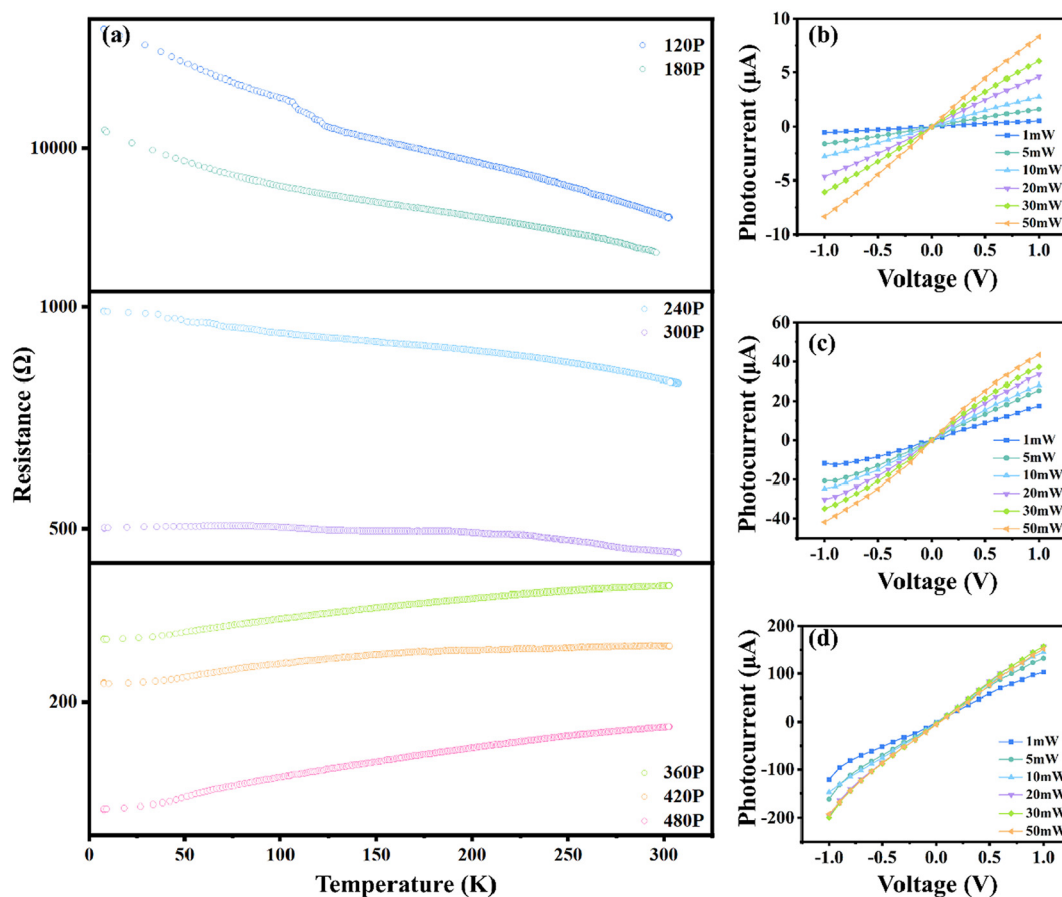 (a)
120P
180P
10000
1000
240P
300P
500
360P
420P
480P
200
Resistance (Ω)
0
50
100
150
200
250
300
Temperature (K)
(b)
Photocurrent (μA)
10
5
0
-5
-10
1mW
5mW
10mW
20mW
30mW
50mW
-1.0
-0.5
0.0
0.5
1.0
Voltage (V)
(c)
Photocurrent (μA)
60
40
20
0
-20
-40
1mW
5mW
10mW
20mW
30mW
50mW
-1.0
-0.5
0.0
0.5
1.0
Voltage (V)
(d)
Photocurrent (μA)
200
100
0
-100
-200
1mW
5mW
10mW
20mW
30mW
50mW
-1.0
-0.5
0.0
0.5
1.0
Voltage (V)